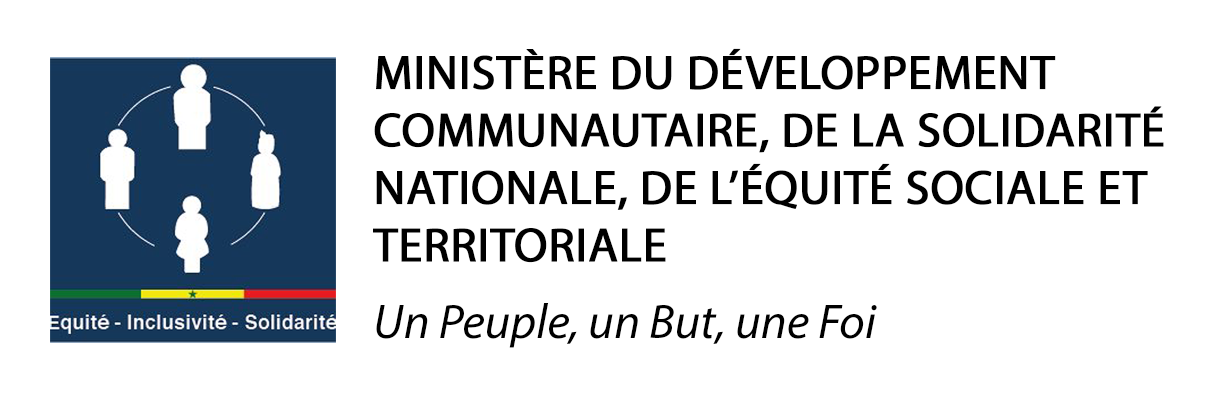 MINISTÈRE DU DÉVELOPPEMENT
COMMUNAUTAIRE, DE LA SOLIDARITÉ
NATIONALE, DE L’ÉQUITÉ SOCIALE ET
TERRITORIALE
Un Peuple, un But, une Foi
Equité - Inclusivité - Solidarité